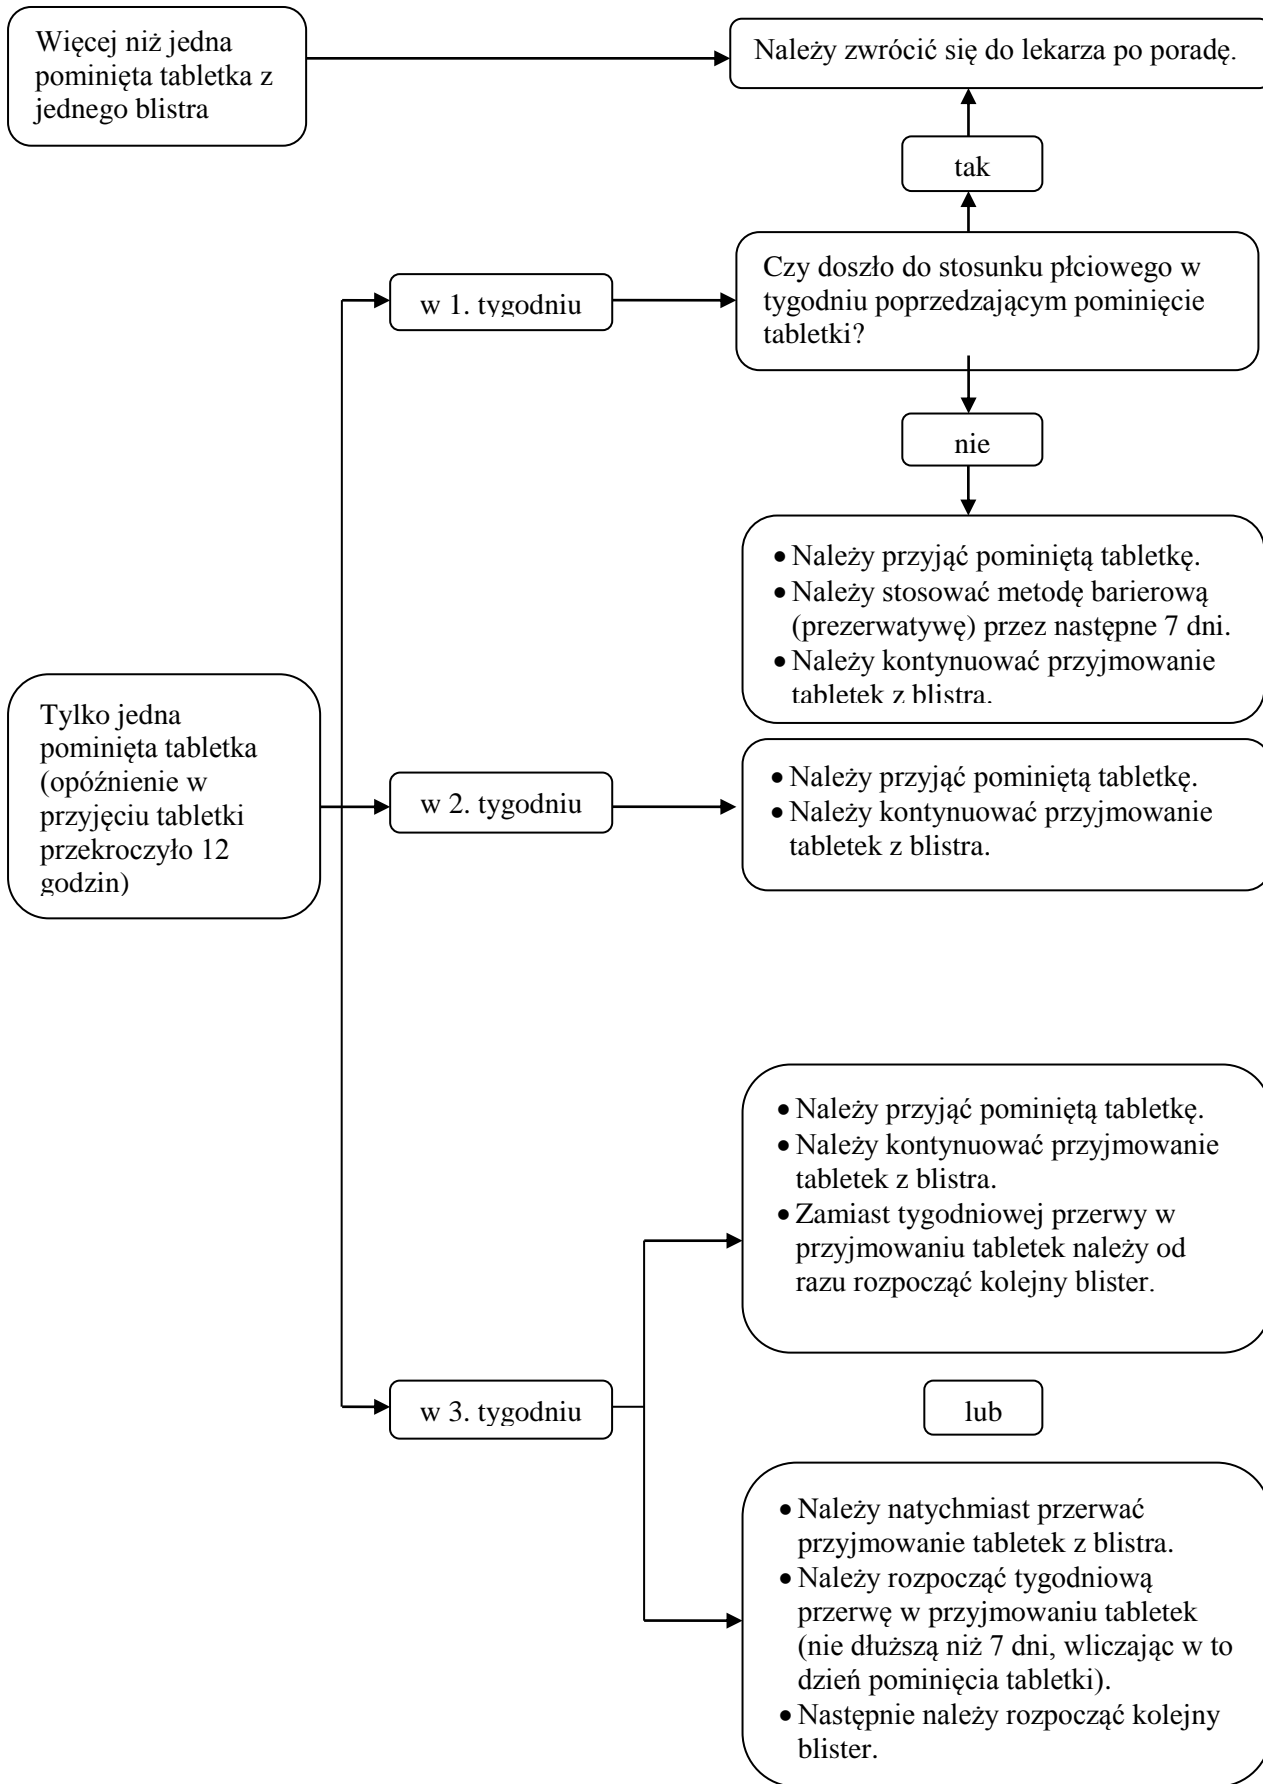 Więcej niż jedna
pominięta tabletka z
jednego blistra
Należy zwrócić się do lekarza po poradę.
tak
Czy doszło do stosunku płciowego w
tygodniu poprzedzającym pominięcie
tabletki?
w 1. tygodniu
nie
• Należy przyjąć pominiętą tabletkę.
• Należy stosować metodę barierową
(prezerwatywę) przez następne 7 dni.
• Należy kontynuować przyjmowanie
tabletek z blistra.
Tylko jedna
pominięta tabletka
(opóźnienie w
przyjęciu tabletki
przekroczyło 12
godzin)
w 2. tygodniu
• Należy przyjąć pominiętą tabletkę.
• Należy kontynuować przyjmowanie
tabletek z blistra.
• Należy przyjąć pominiętą tabletkę.
• Należy kontynuować przyjmowanie
tabletek z blistra.
• Zamiast tygodniowej przerwy w
przyjmowaniu tabletek należy od
razu rozpocząć kolejny blister.
w 3. tygodniu
lub
• Należy natychmiast przerwać
przyjmowanie tabletek z blistra.
• Należy rozpocząć tygodniową
przerwę w przyjmowaniu tabletek
(nie dłuższą niż 7 dni, wliczając w to
dzień pominięcia tabletki).
• Następnie należy rozpocząć kolejny
blister.